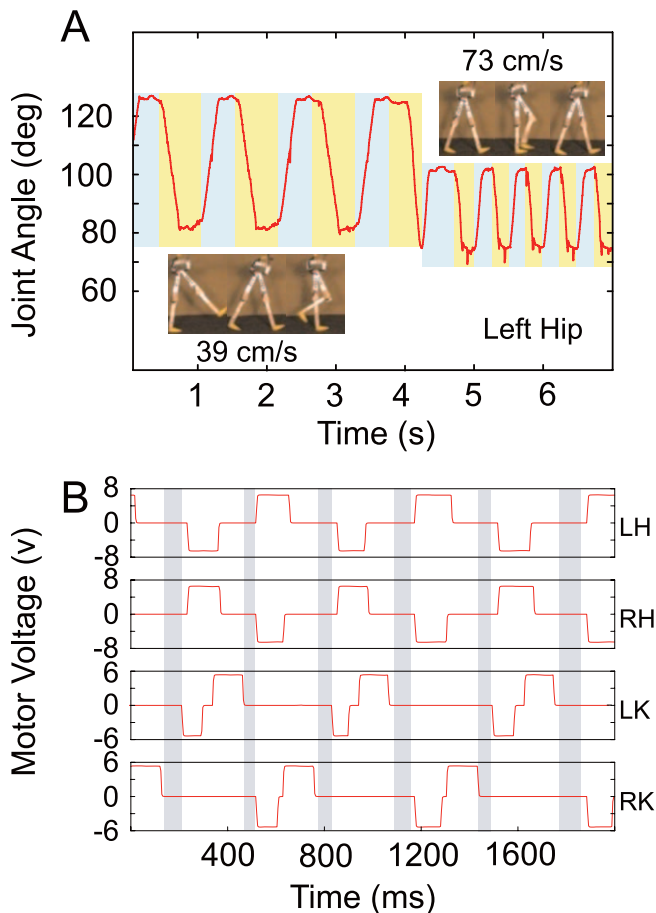 A
73 cm/s
120
100
80
60
Joint Angle (deg)
39 cm/s
Left Hip
1 2 3 4 5 6
Time (s)
B
8
0
-8
LH
8
0
-8
RH
6
0
-6
LK
6
0
-6
RK
Motor Voltage (v)
400 800 1200 1600
Time (ms)